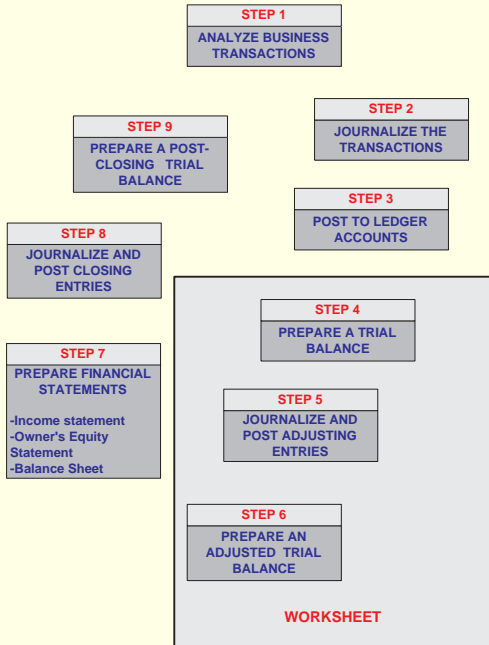 STEP 1
ANALYZE BUSINESS
TRANSACTIONS
STEP 2
JOURNALIZE THE
TRANSACTIONS
STEP 3
POST TO LEDGER
ACCOUNTS
STEP 4
PREPARE A TRIAL
BALANCE
STEP 5
JOURNALIZE AND
POST ADJUSTING
ENTRIES
STEP 6
PREPARE AN
ADJUSTED TRIAL
BALANCE
WORKSHEET
STEP 7
PREPARE FINANCIAL
STATEMENTS
-Income statement
-Owner's Equity
Statement
-Balance Sheet
STEP 8
JOURNALIZE AND
POST CLOSING
ENTRIES
STEP 9
PREPARE A POST-
CLOSING TRIAL
BALANCE